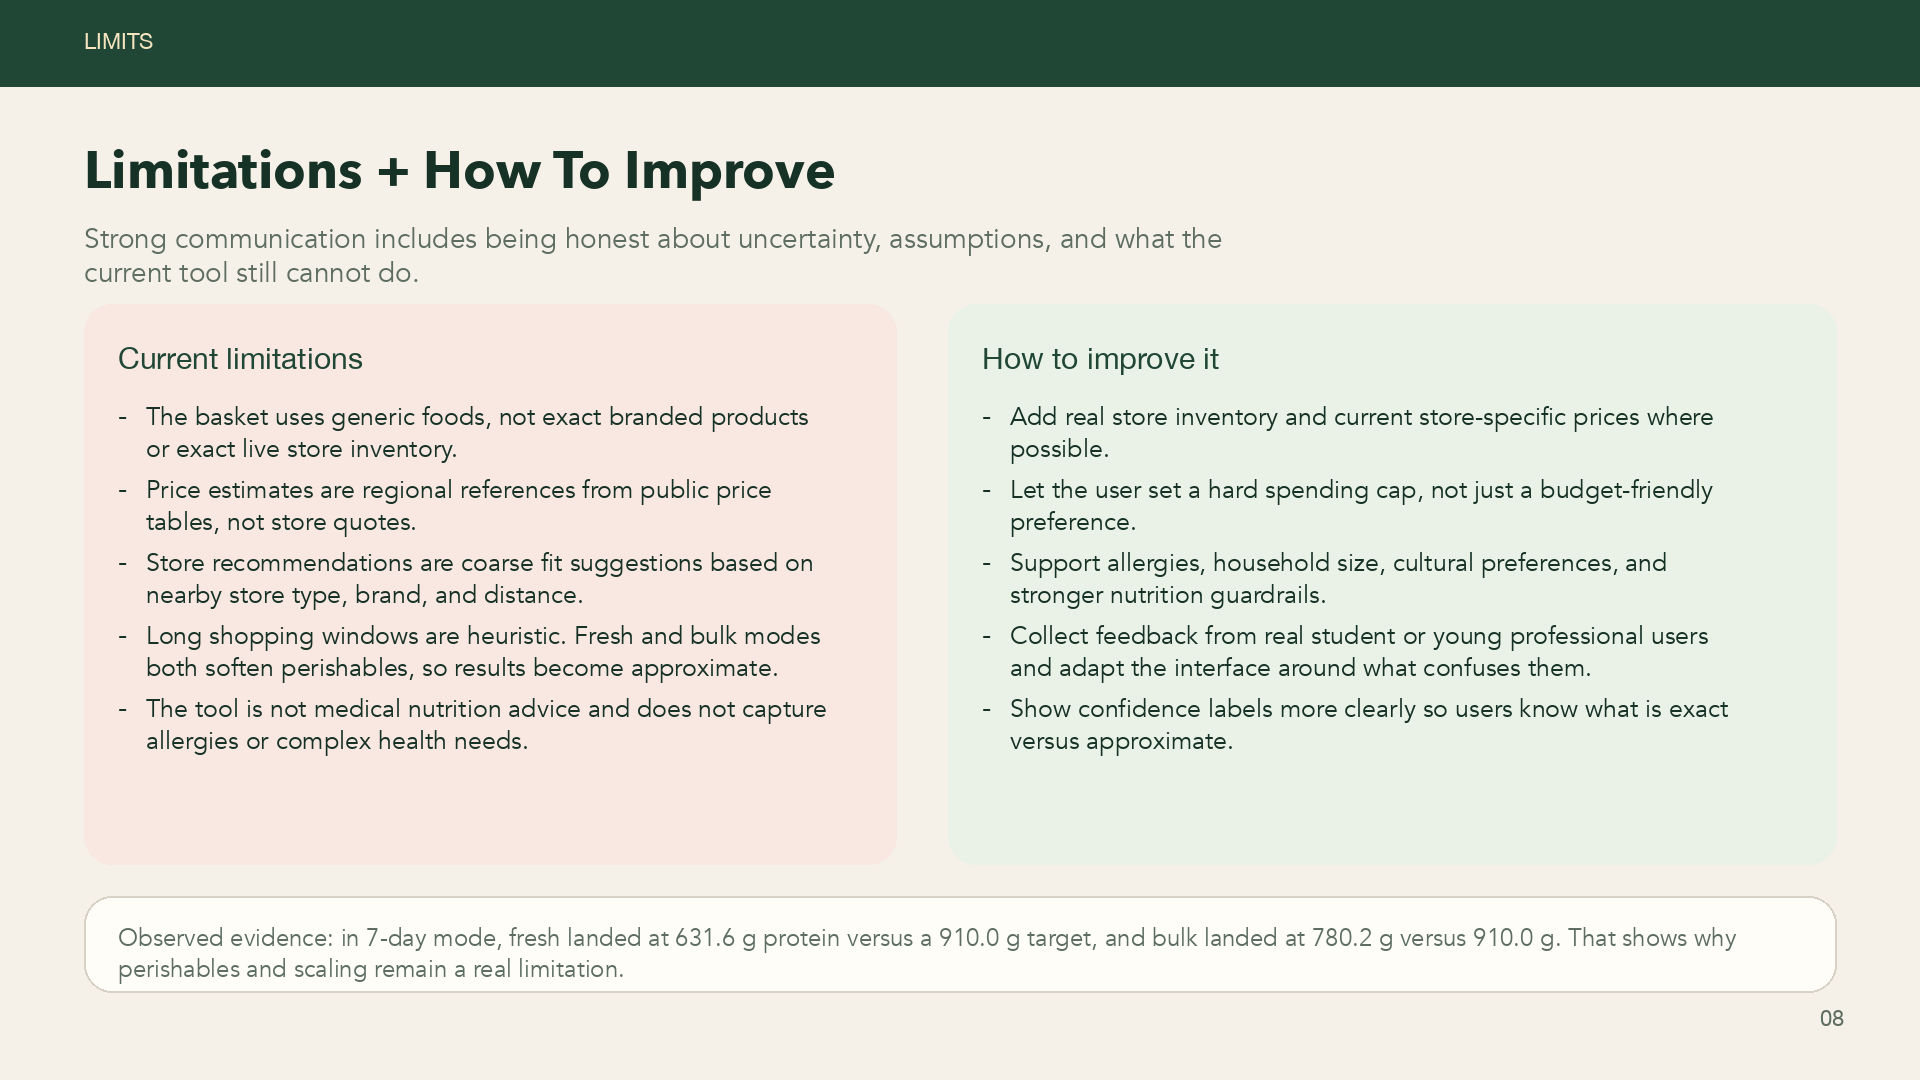 LIMITS
Limitations + How To Improve
Strong communication includes being honest about uncertainty, assumptions, and what the
current tool still cannot do.
Current limitations
- The basket uses generic foods, not exact branded products
or exact live store inventory.
- Price estimates are regional references from public price
tables, not store quotes.
- Store recommendations are coarse fit suggestions based on
nearby store type, brand, and distance.
- Long shopping windows are heuristic. Fresh and bulk modes
both soften perishables, so results become approximate.
- The tool is not medical nutrition advice and does not capture
allergies or complex health needs.
How to improve it
- Add real store inventory and current store-specific prices where
possible.
- Let the user set a hard spending cap, not just a budget-friendly
preference.
- Support allergies, household size, cultural preferences, and
stronger nutrition guardrails.
- Collect feedback from real student or young professional users
and adapt the interface around what confuses them.
- Show confidence labels more clearly so users know what is exact
versus approximate.
Observed evidence: in 7-day mode, fresh landed at 631.6 g protein versus a 910.0 g target, and bulk landed at 780.2 g versus 910.0 g. That shows why
perishables and scaling remain a real limitation.
08